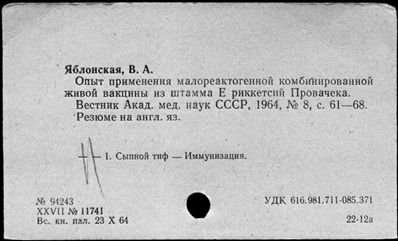 Яблонская, В. А.
Опыт применения малореактогенной комбинированной
живой вакцины из штамма Е риккетсий Провачека.
Вестник Акад. мед. наук СССР, 1964, № 8, с. 61—68.
Резюме на англ. яз.
1. Сыпной тиф — Иммунизация.
№ 94243
XXVII № 11741
Вс. кн. пал. 23 X 64
УДК 616.981.711-085.371
22-12а